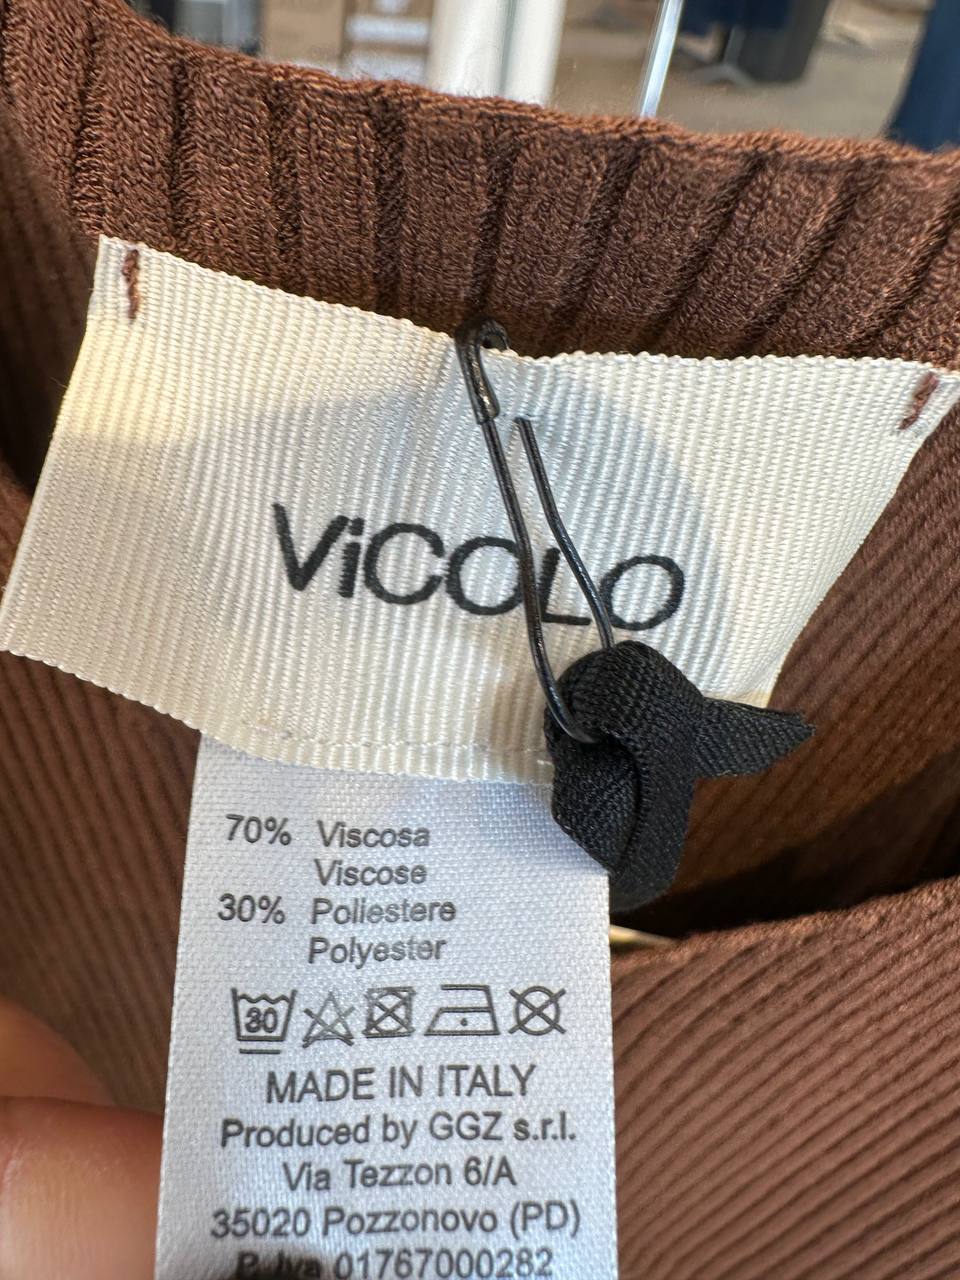 ViCOLO
70% Viscosa
Viscose
30% Poliestere
Polyester
30
MADE IN ITALY
Produced by GGZ s.r.l.
Via Tezzon 6/A
35020 Pozzonovo (PD)
P. Iva 01767000282